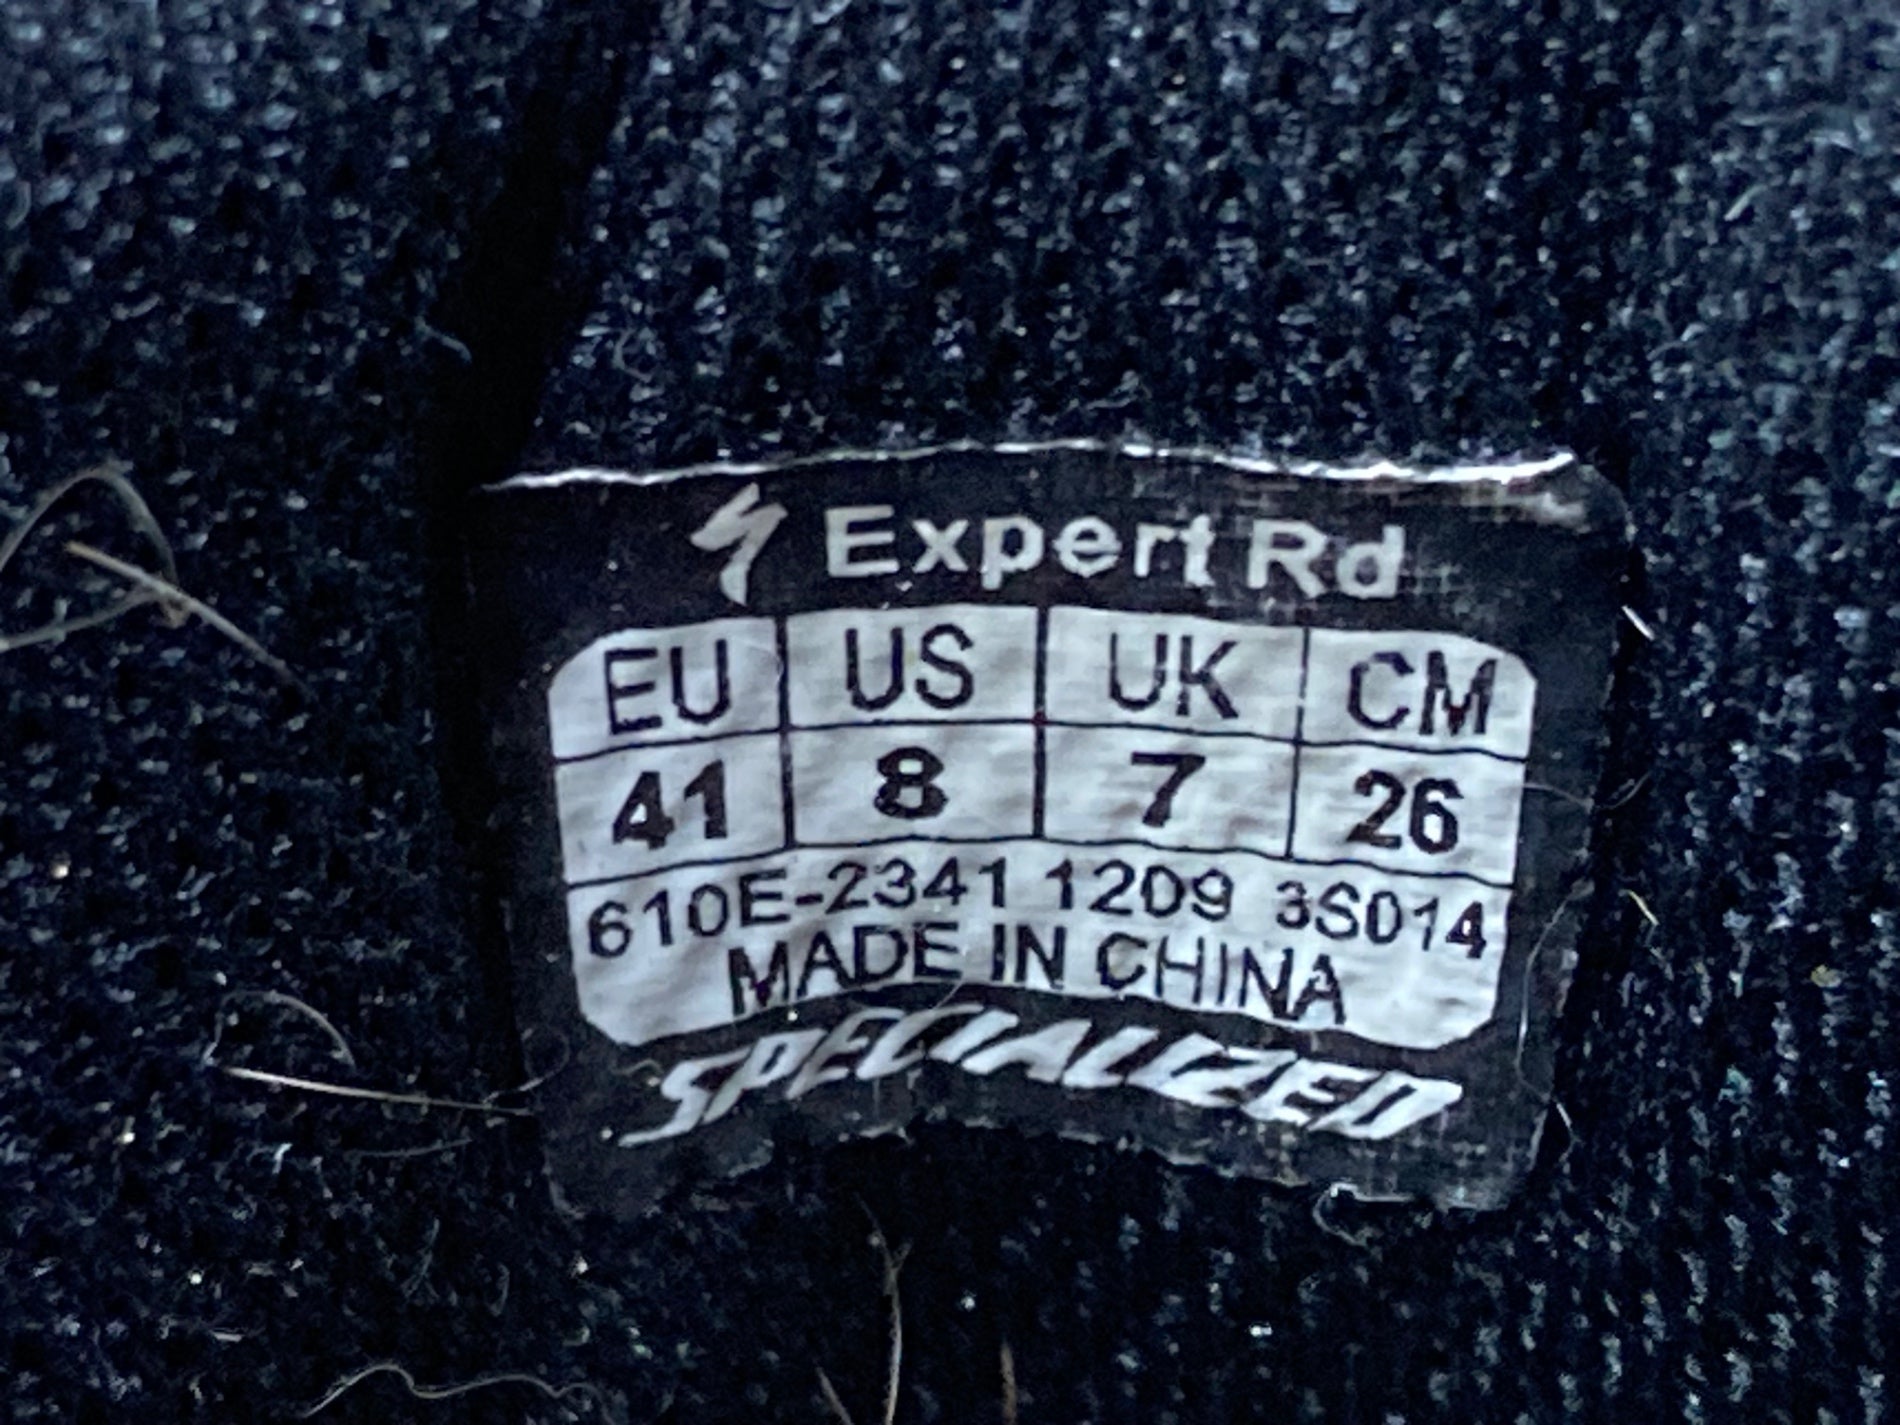 Expert Rd
EU US UK CM
41 8 7 26
610E-2341 1209 3S014
MADE IN CHINA
SPECIALIZED